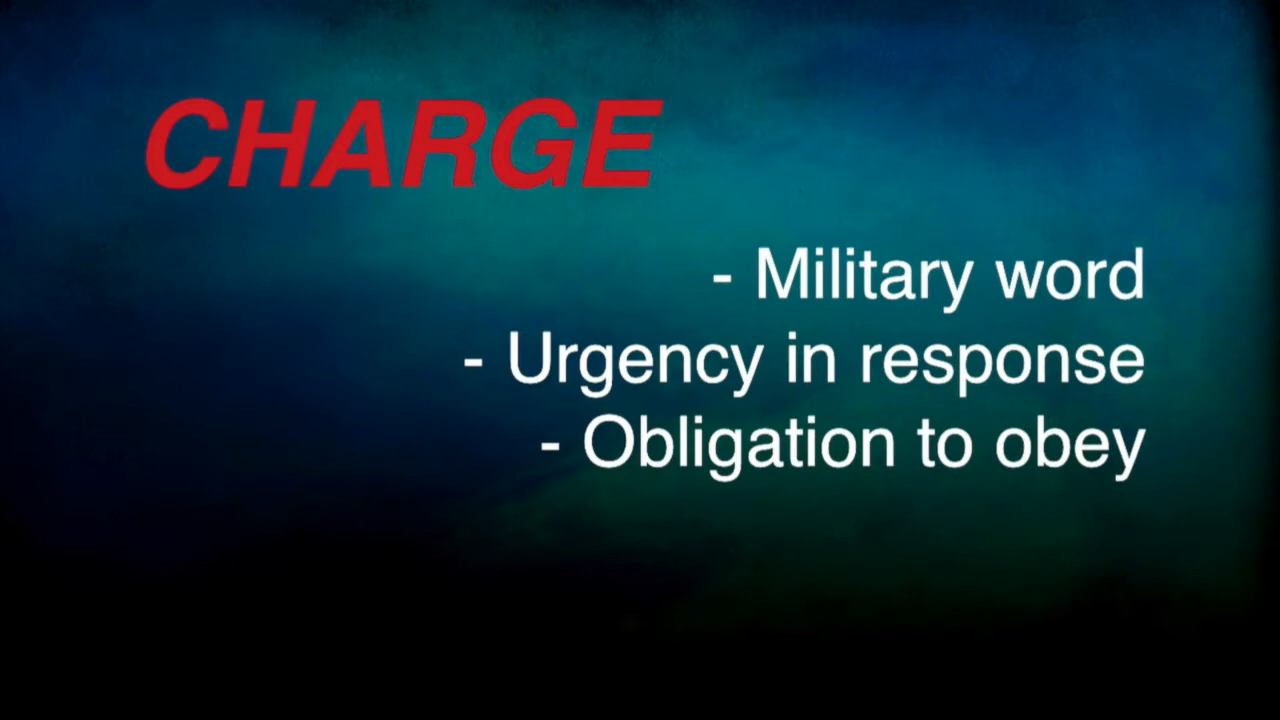 CHARGE
- Military word
- Urgency in response
- Obligation to obey